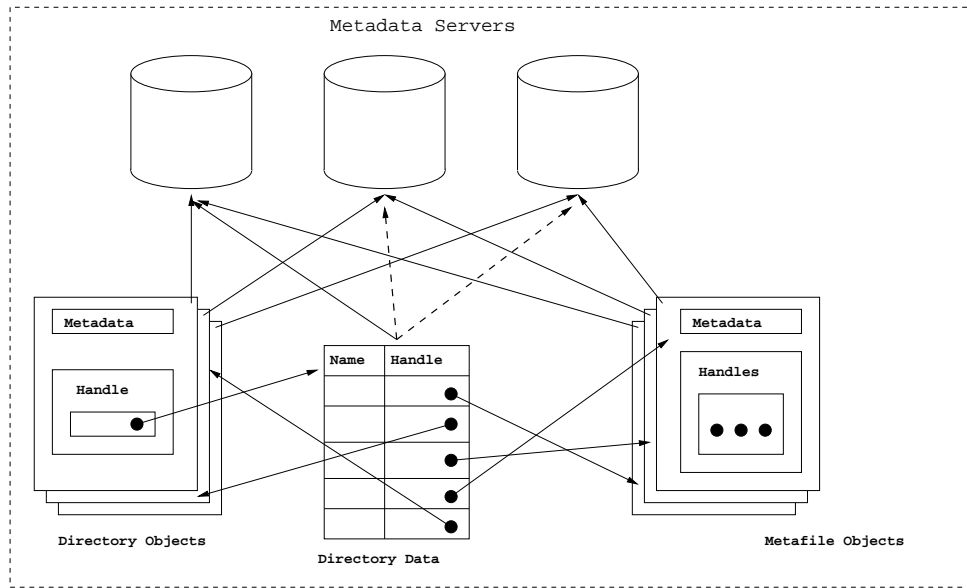 Metadata Servers
Metadata
Handle
Directory Objects
Name Handle
Directory Data
Metadata
Handles
Metafile Objects